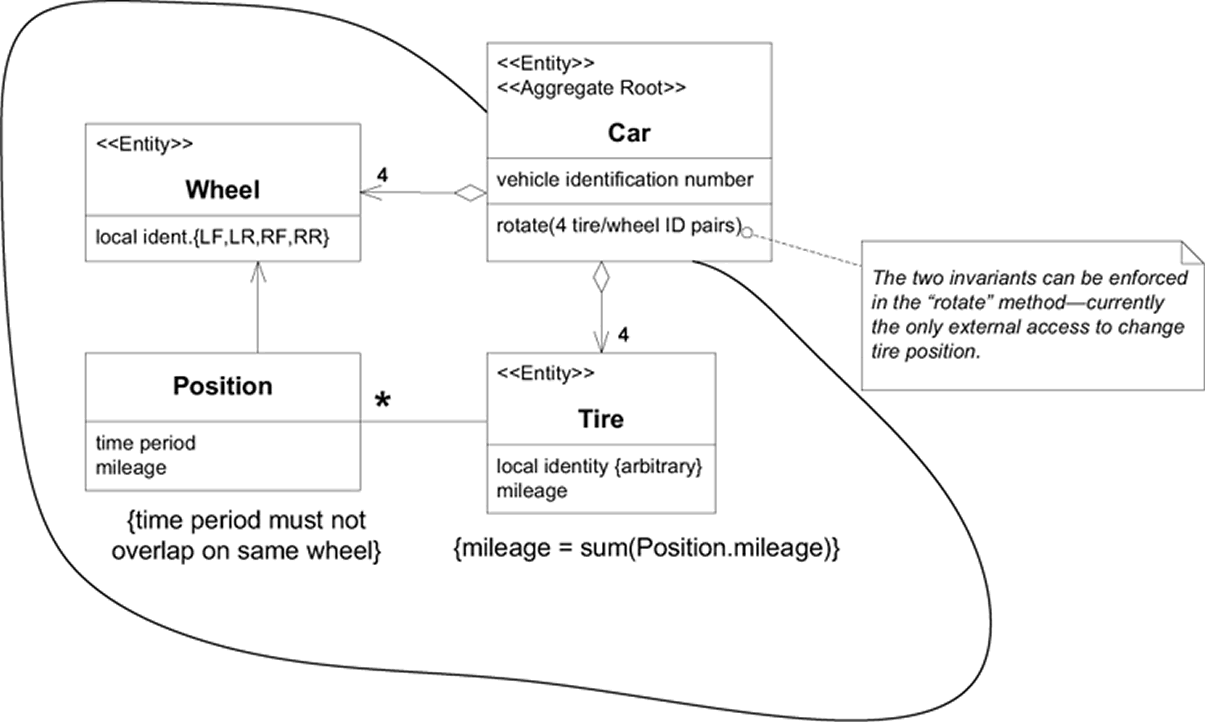 <<Entity>>
<<Aggregate Root>>
Car
vehicle identification number
rotate(4 tire/wheel ID pairs)
<<Entity>>
Wheel
local ident.{LF,LR,RF,RR}
4
The two invariants can be enforced
in the “rotate” method—currently
the only external access to change
tire position.
4
Position
time period
mileage
*
<<Entity>>
Tire
local identity {arbitrary}
mileage
{time period must not
overlap on same wheel}
{mileage = sum(Position.mileage)}